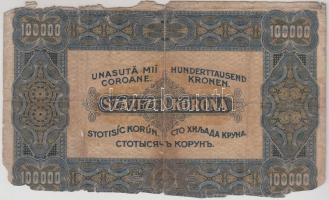 100000 100000
UNASUTĂ MII HUNDERTTAUSEND
COROANE. KRONEN.
SZÁZEZER KORONA
STOTISÍC KORÚN. СТО ХИЉАДА КРУНА.
СТОТЫСЯЧЪ КОРУНЪ.
100000 100000